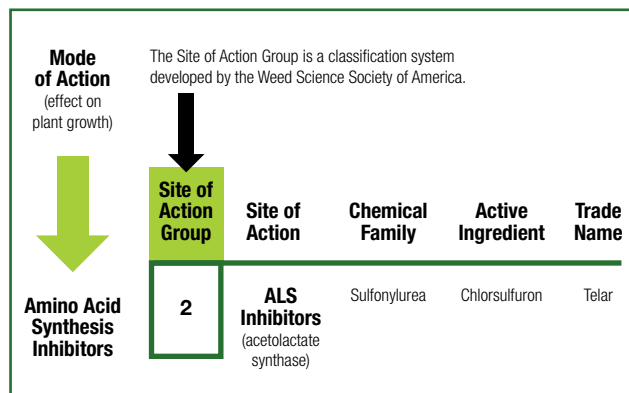 Mode
of Action
(effect on
plant growth)
The Site of Action Group is a classification system
developed by the Weed Science Society of America.
Site of
Action
Group
Site of
Action
Chemical
Family
Active
Ingredient
Trade
Name
Amino Acid
Synthesis
Inhibitors
2
ALS
Inhibitors
(acetolactate
synthase)
Sulfonylurea
Chlorsulfuron
Telar